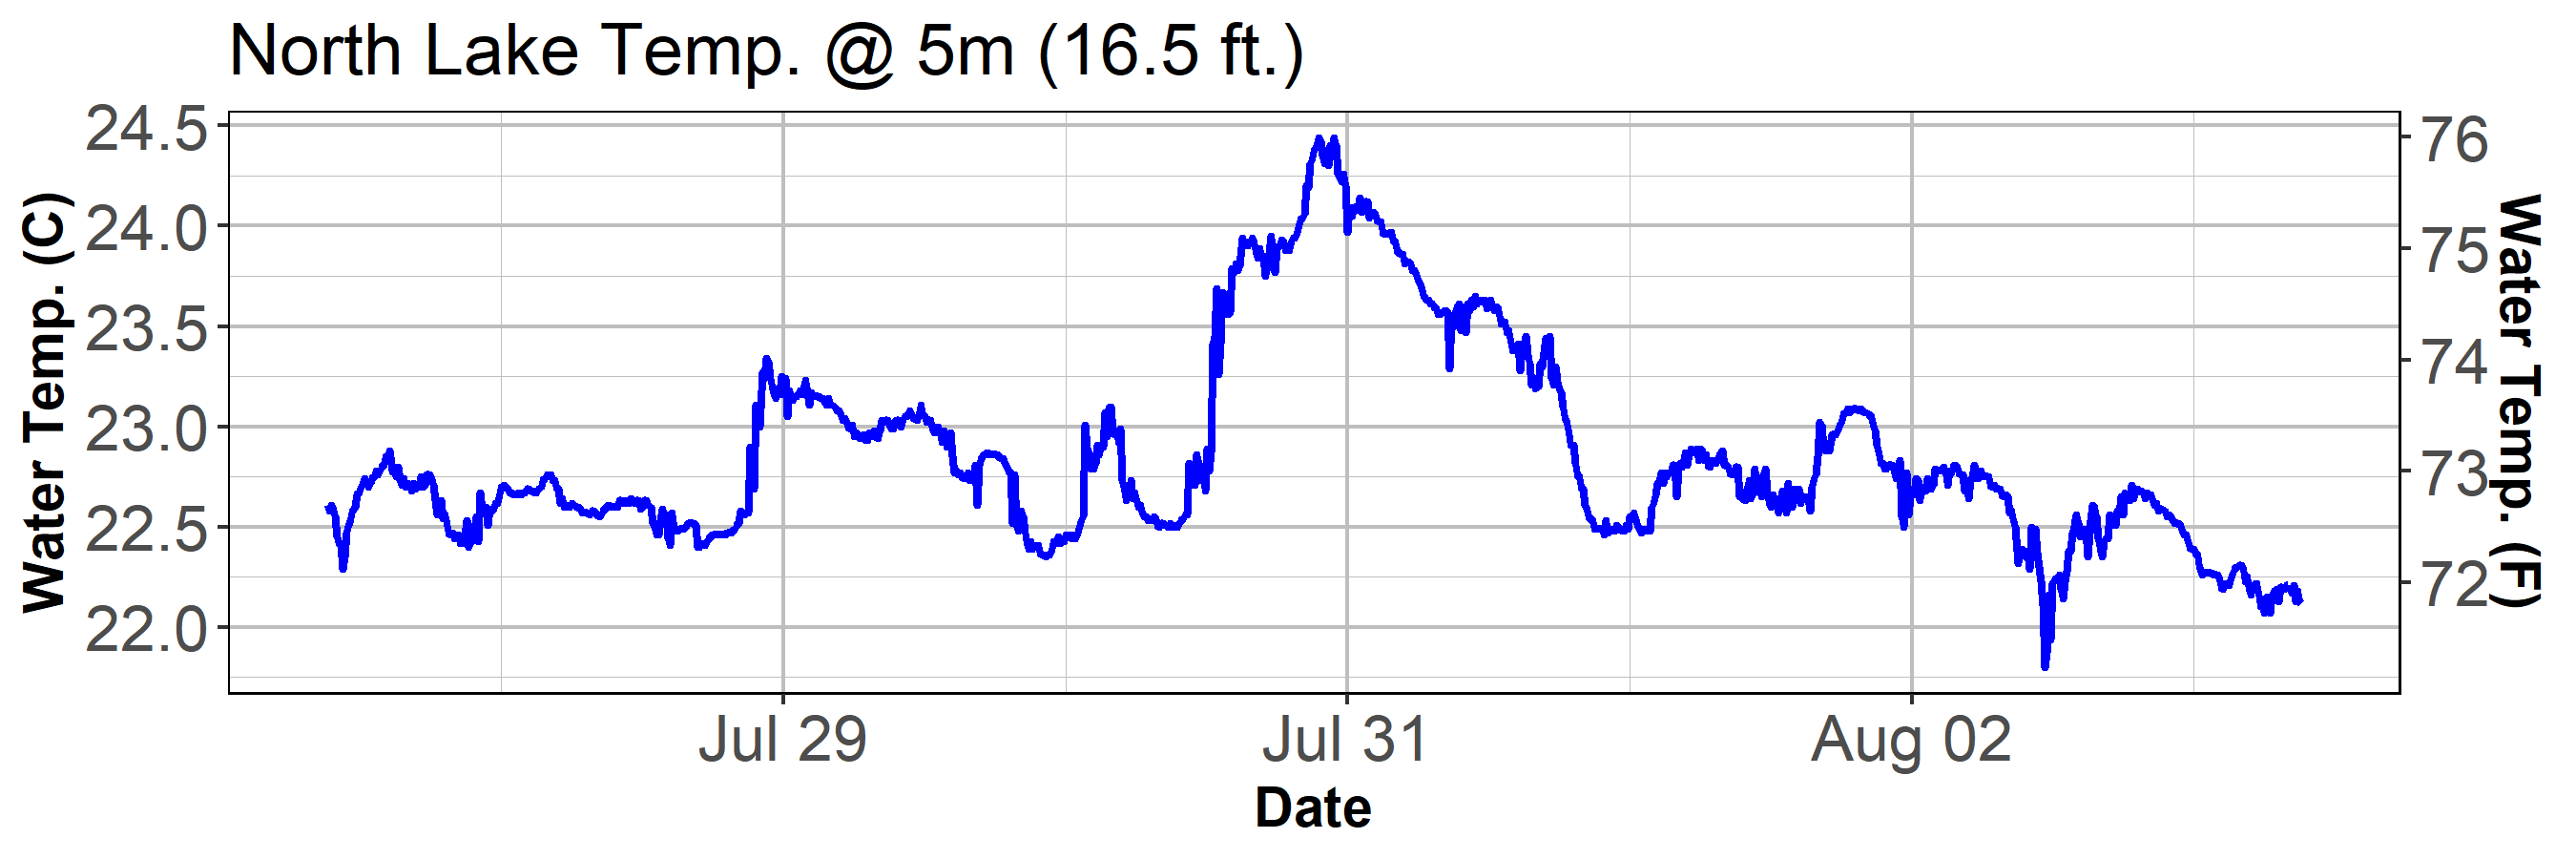 North Lake Temp. @ 5m (16.5 ft.)
Water Temp. (C)
24.5
24.0
23.5
23.0
22.5
22.0
76
75
74
73
72
Water Temp. (F)
Jul 29
Jul 31
Aug 02
Date